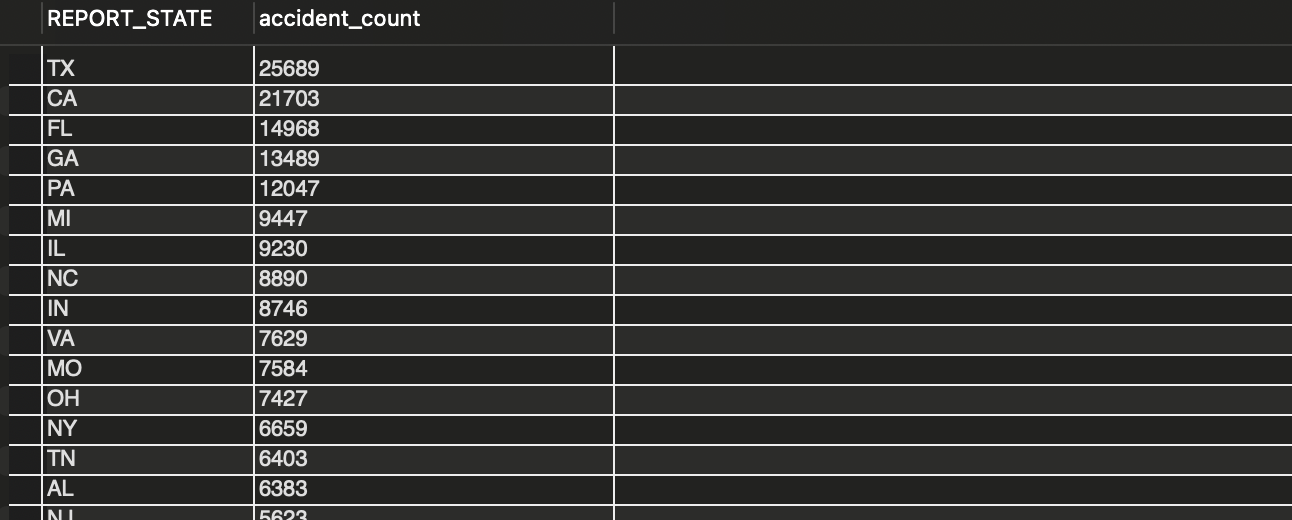 REPORT_STATE accident_count
TX 25689
CA 21703
FL 14968
GA 13489
PA 12047
MI 9447
IL 9230
NC 8890
IN 8746
VA 7629
MO 7584
OH 7427
NY 6659
TN 6403
AL 6383
NJ 5623